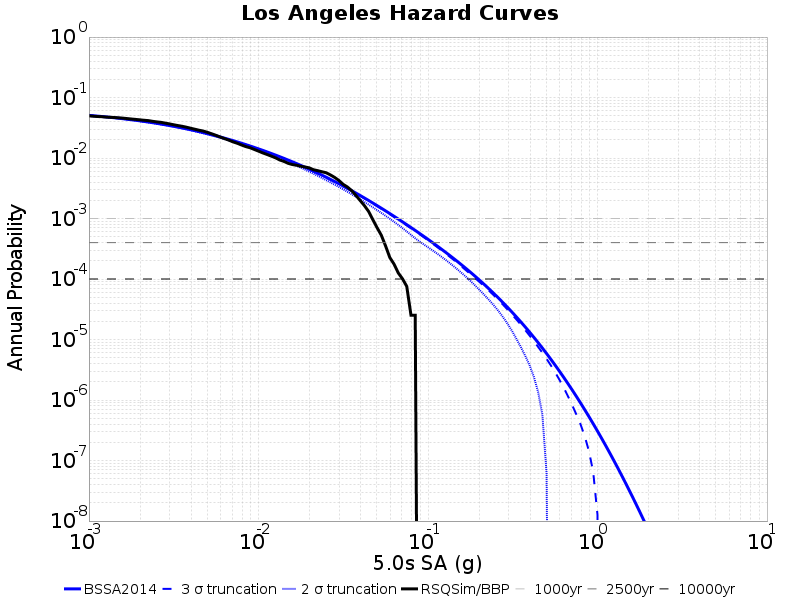 Los Angeles Hazard Curves
10^0
10^-1
10^-2
10^-3
10^-4
10^-5
10^-6
10^-7
10^-8
Annual Probability
10^-3 10^-2 10^-1 10^0 10^1
5.0s SA (g)
BSSA2014 3 σ truncation 2 σ truncation RSQSim/BBP 1000yr 2500yr 10000yr